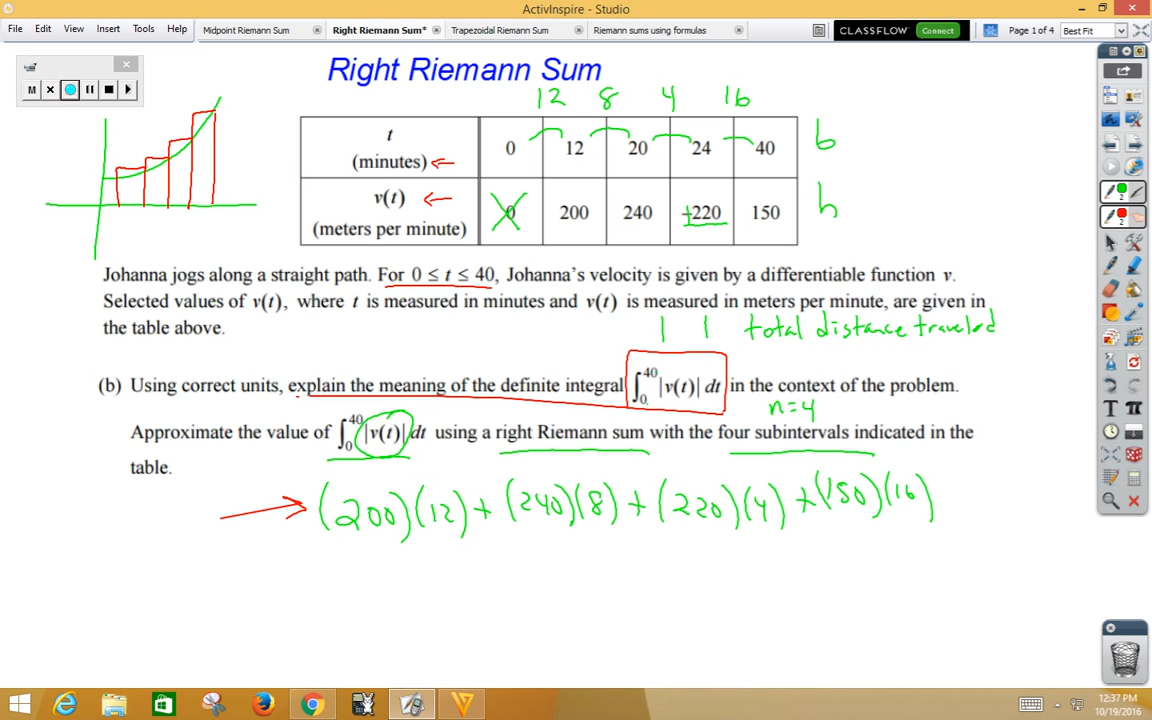 ActivInspire - Studio
File Edit View Insert Tools Help Midpoint Riemann Sum Right Riemann Sum* Trapezoidal Riemann Sum Riemann sums using formulas CLASSFLOW Connect Page 1 of 4 Best Fit
Right Riemann Sum
M
12 8 4 16
t (minutes) 0 12 20 24 40 b
v(t) (meters per minute) 0 200 240 +220 150 h
Johanna jogs along a straight path. For 0 ≤ t ≤ 40, Johanna's velocity is given by a differentiable function v.
Selected values of v(t), where t is measured in minutes and v(t) is measured in meters per minute, are given in
the table above.
| | total distance traveled
(b) Using correct units, explain the meaning of the definite integral ∫₀⁴⁰ |v(t)| dt in the context of the problem.
n=4
Approximate the value of ∫₀⁴⁰ |v(t)| dt using a right Riemann sum with the four subintervals indicated in the
table.
(200)(12) + (240)(8) + (220)(4) + (150)(16)
12:37 PM
10/19/2016